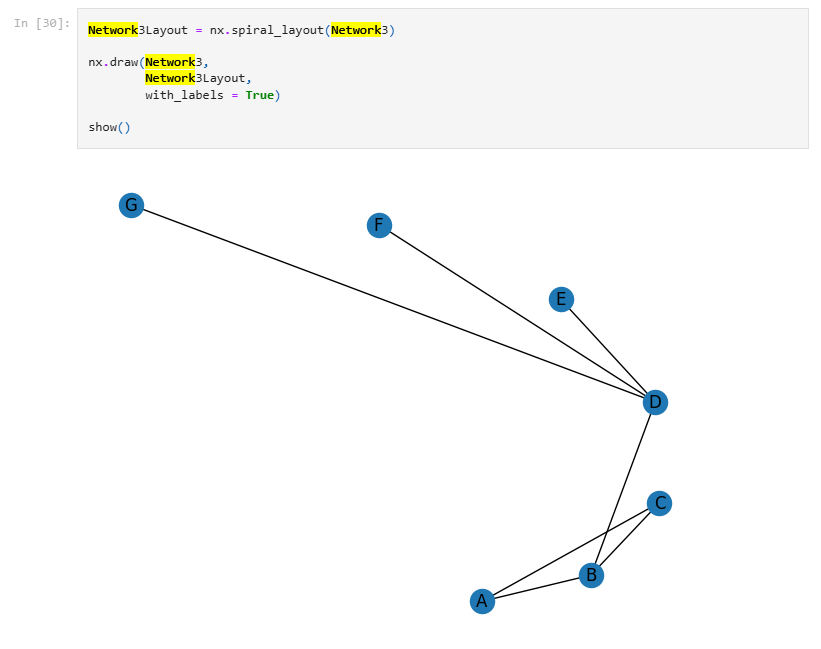 In [30]:
Network3Layout = nx.spiral_layout(Network3)
nx.draw(Network3,
Network3Layout,
with_labels = True)
show()
G
F
E
D
C
B
A